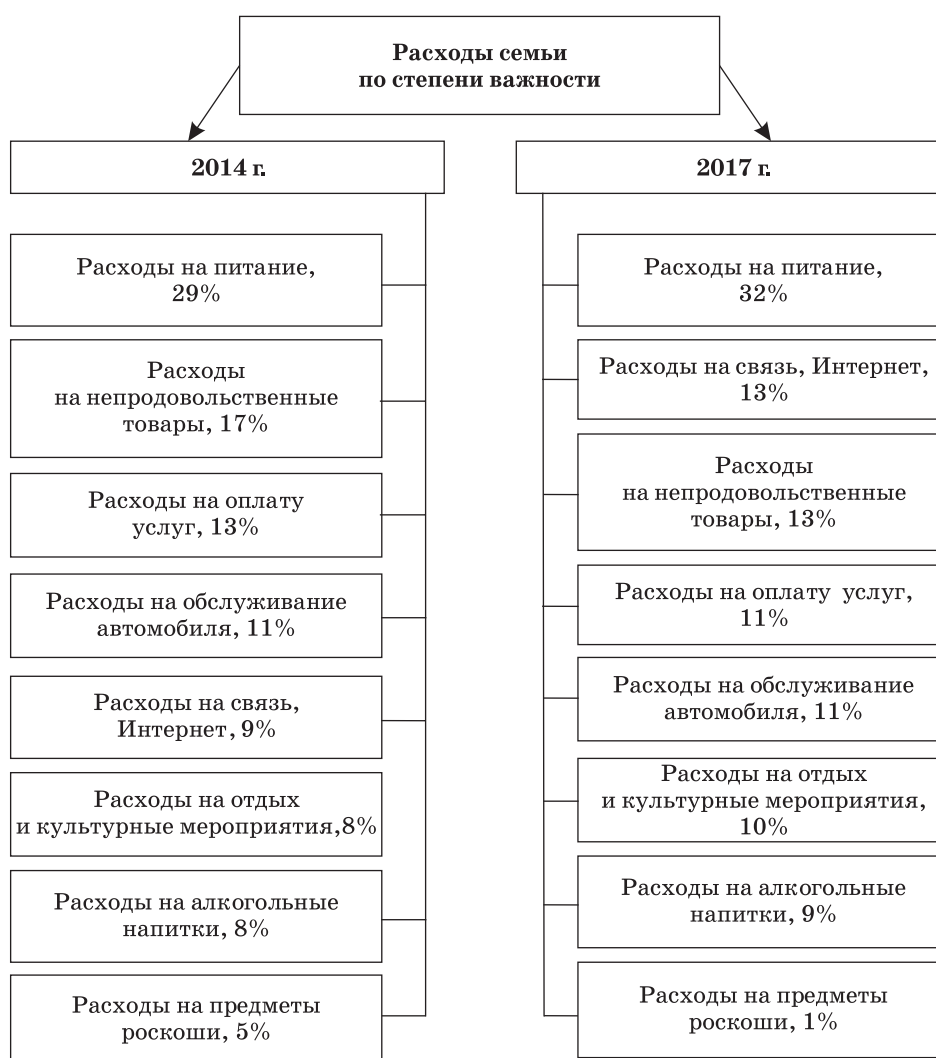 Расходы семьи
по степени важности
2014 г.
Расходы на питание,
29%
Расходы
на непродовольственные
товары, 17%
Расходы на оплату
услуг, 13%
Расходы на обслуживание
автомобиля, 11%
Расходы на связь,
Интернет, 9%
Расходы на отдых
и культурные мероприятия,8%
Расходы на алкогольные
напитки, 8%
Расходы на предметы
роскоши, 5%
2017 г.
Расходы на питание,
32%
Расходы на связь, Интернет,
13%
Расходы
на непродовольственные
товары, 13%
Расходы на оплату услуг,
11%
Расходы на обслуживание
автомобиля, 11%
Расходы на отдых
и культурные мероприятия,
10%
Расходы на алкогольные
напитки, 9%
Расходы на предметы
роскоши, 1%